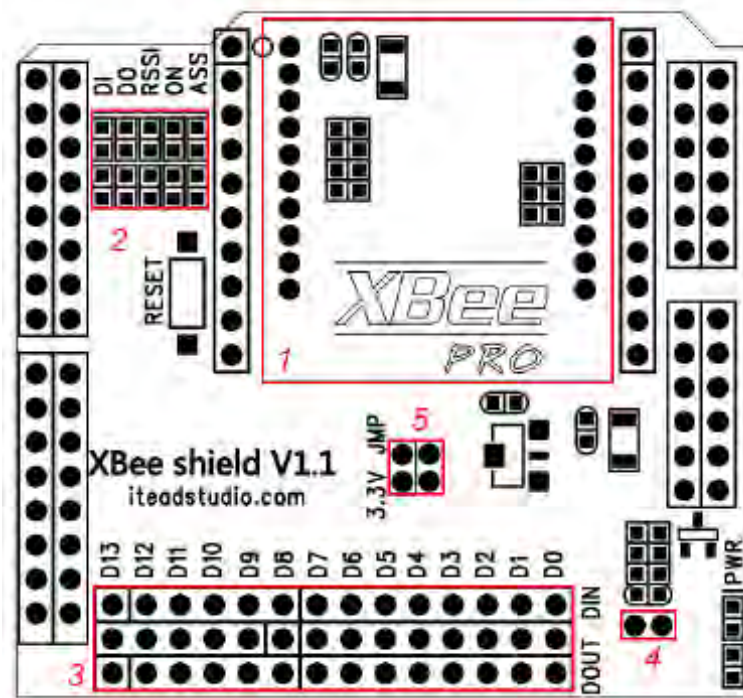 DI
DO
RSSI
ON
ASS
2
RESET
XBee
PRO
1
5
3.3V JMP
XBee shield V1.1
iteadstudio.com
D13 D12 D11 D10 D9 D8 D7 D6 D5 D4 D3 D2 D1 D0
DIN
DOUT
3
4
PWR